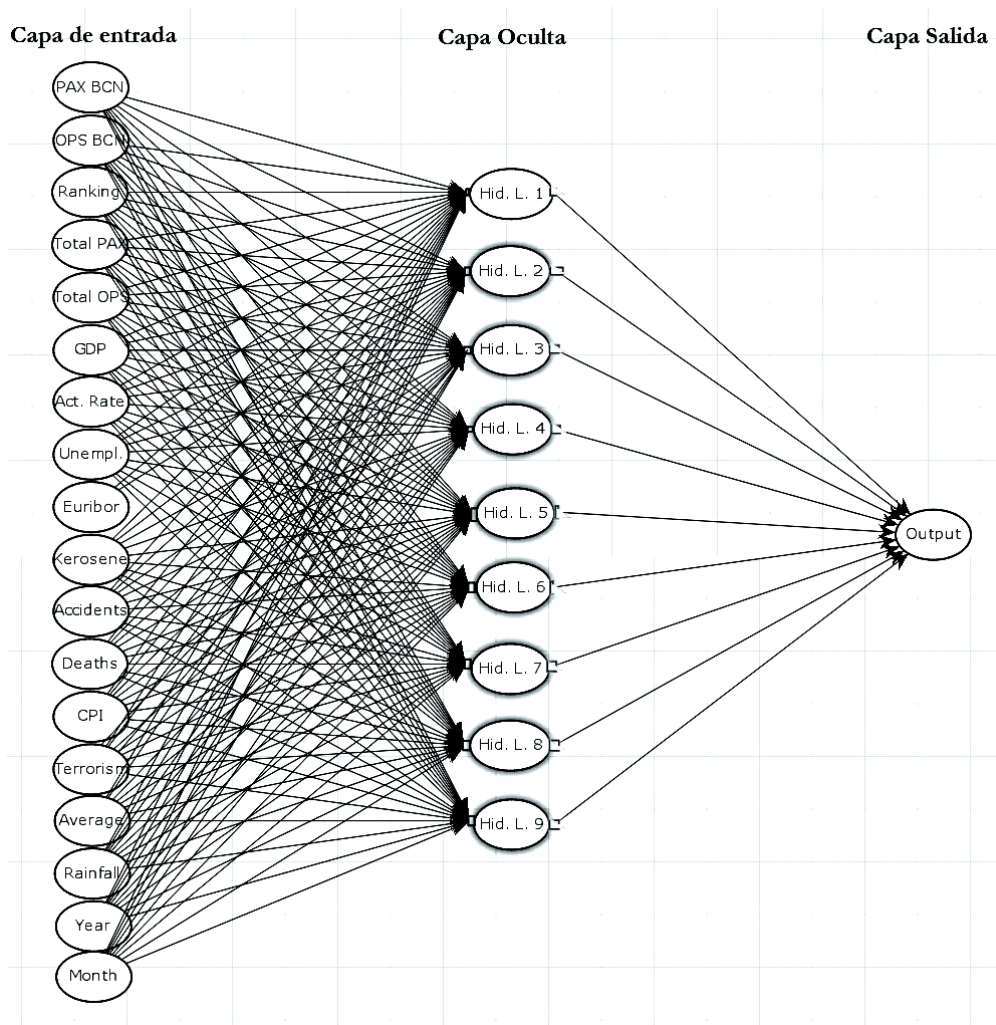 Capa de entrada
Capa Oculta
Capa Salida
PAX BCN
OPS BCN
Ranking
Total PAX
Total OPS
GDP
Act. Rate
Unempl.
Euribor
Kerosene
Accidents
Deaths
CPI
Terrorism
Average
Rainfall
Year
Month
Hid. L. 1
Hid. L. 2
Hid. L. 3
Hid. L. 4
Hid. L. 5
Hid. L. 6
Hid. L. 7
Hid. L. 8
Hid. L. 9
Output